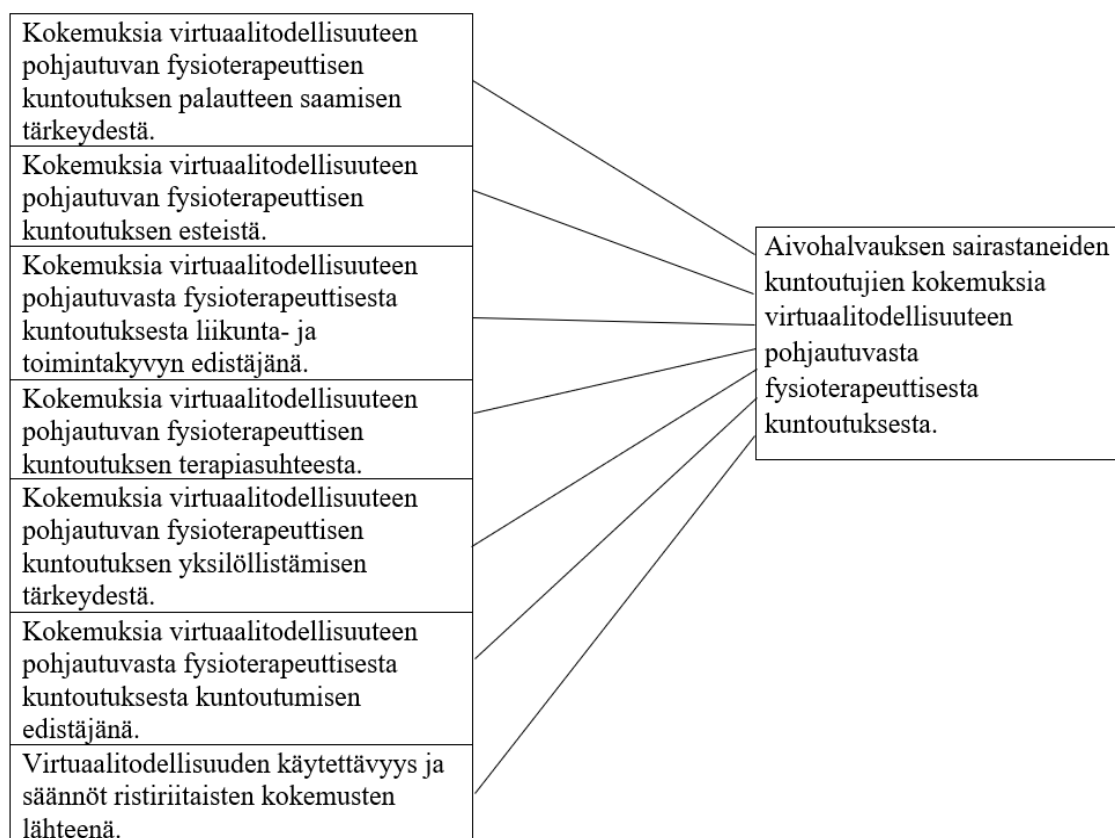 Kokemuksia virtuaalitodellisuuteen
pohjautuvan fysioterapeuttisen
kuntoutuksen palautteen saamisen
tärkeydestä.
Kokemuksia virtuaalitodellisuuteen
pohjautuvan fysioterapeuttisen
kuntoutuksen esteistä.
Kokemuksia virtuaalitodellisuuteen
pohjautuvasta fysioterapeuttisesta
kuntoutuksesta liikunta- ja
toimintakyvyn edistäjänä.
Kokemuksia virtuaalitodellisuuteen
pohjautuvan fysioterapeuttisen
kuntoutuksen terapiasuhteesta.
Kokemuksia virtuaalitodellisuuteen
pohjautuvan fysioterapeuttisen
kuntoutuksen yksilöllistämisen
tärkeydestä.
Kokemuksia virtuaalitodellisuuteen
pohjautuvasta fysioterapeuttisesta
kuntoutuksesta kuntoutumisen
edistäjänä.
Virtuaalitodellisuuden käytettävyys ja
säännöt ristiriitaisten kokemusten
lähteenä.
Aivohalvauksen sairastaneiden
kuntoutujien kokemuksia
virtuaalitodellisuuteen
pohjautuvasta
fysioterapeuttisesta
kuntoutuksesta.